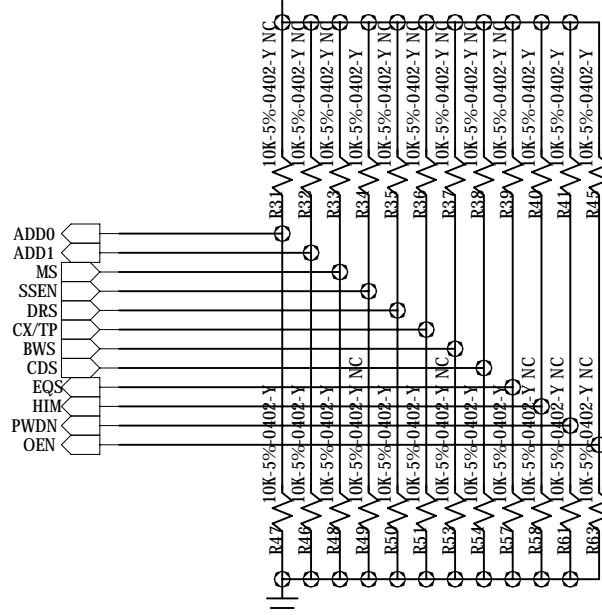 10K-5%-0402-Y NC
10K-5%-0402-Y NC
10K-5%-0402-Y NC
10K-5%-0402-Y
10K-5%-0402-Y NC
10K-5%-0402-Y NC
10K-5%-0402-Y
10K-5%-0402-Y NC
10K-5%-0402-Y NC
10K-5%-0402-Y
10K-5%-0402-Y
10K-5%-0402-Y
R31
R32
R33
R34
R35
R36
R37
R38
R39
R40
R41
R45
ADD0
ADD1
MS
SSEN
DRS
CX/TP
BWS
CDS
EQS
HIM
PWDN
OEN
10K-5%-0402-Y
10K-5%-0402-Y
10K-5%-0402-Y
10K-5%-0402-Y NC
10K-5%-0402-Y
10K-5%-0402-Y
10K-5%-0402-Y NC
10K-5%-0402-Y
10K-5%-0402-Y
10K-5%-0402-Y NC
10K-5%-0402-Y NC
10K-5%-0402-Y NC
R47
R46
R48
R49
R50
R51
R53
R54
R57
R58
R61
R63